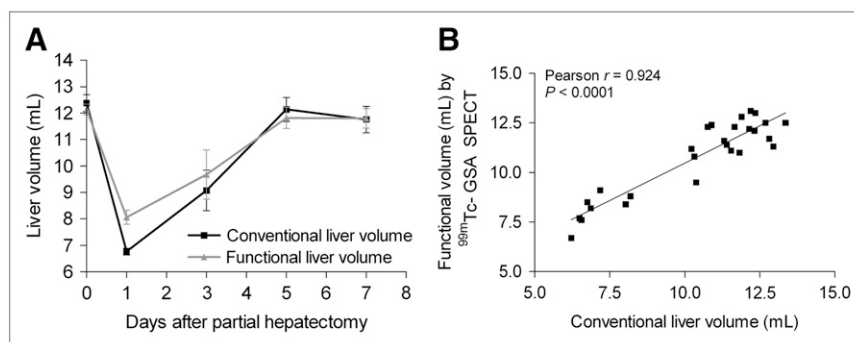 A
Liver volume (mL)
14
13
12
11
10
9
8
7
6
0 1 2 3 4 5 6 7 8
Conventional liver volume
Functional liver volume
Days after partial hepatectomy
B
Functional volume (mL) by
99mTc- GSA SPECT
Pearson r = 0.924
P < 0.0001
15.0
12.5
10.0
7.5
5.0
5.0 7.5 10.0 12.5 15.0
Conventional liver volume (mL)